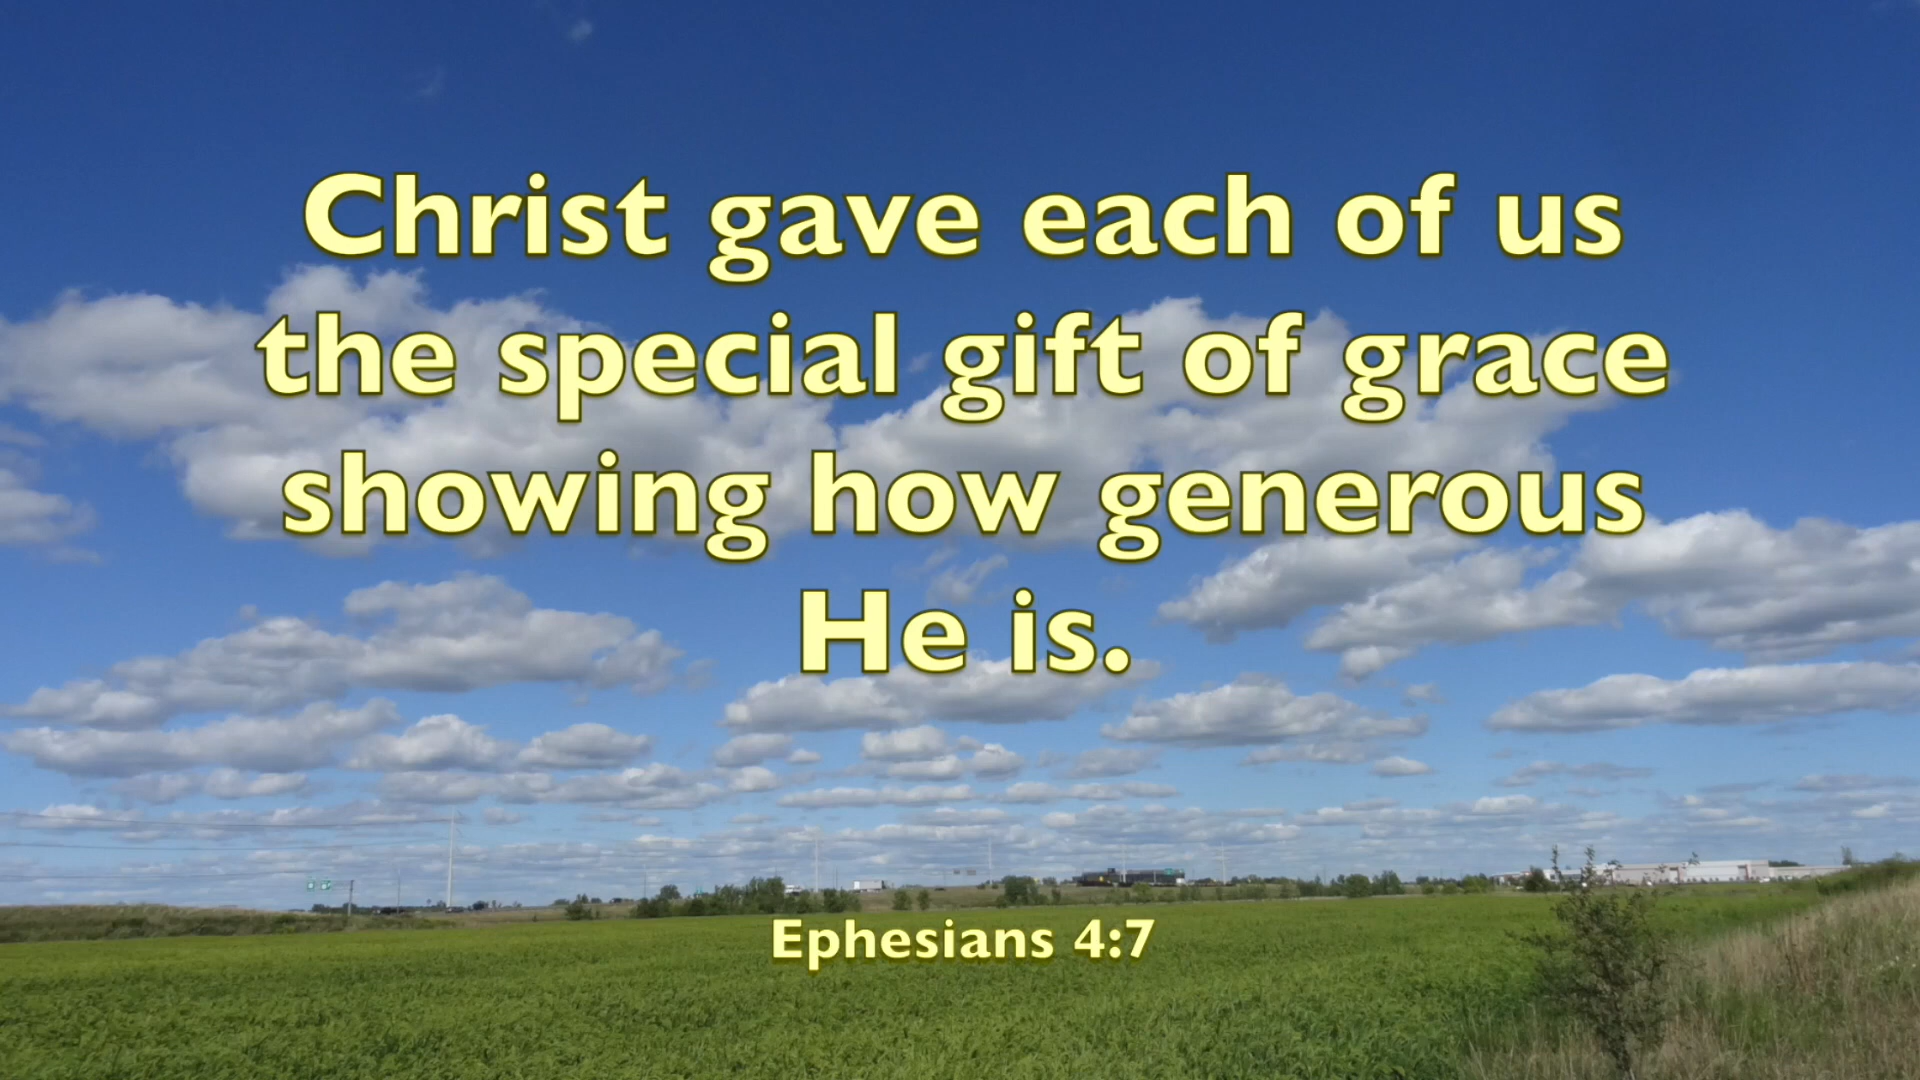 Christ gave each of us
the special gift of grace
showing how generous
He is.
Ephesians 4:7